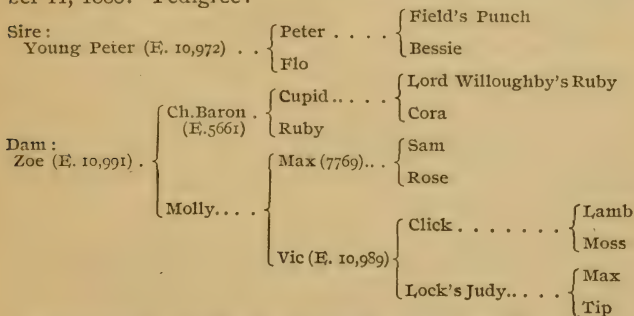 ber 11, Pedigree:
Sire:
Young Peter (E. 10,972) . . Peter . . . . Field's Punch
Bessie
Flo
Dam:
Zoe (E. 10,991) . Ch. Baron . (E. 5661) Cupid.. . . . Lord Willoughby's Ruby
Cora
Ruby
Molly. . . . Max (7769). . . Sam
Rose
Vic (E. 10,989) Click . . . . . . . Lamb
Moss
Lock's Judy.. . . . Max
Tip